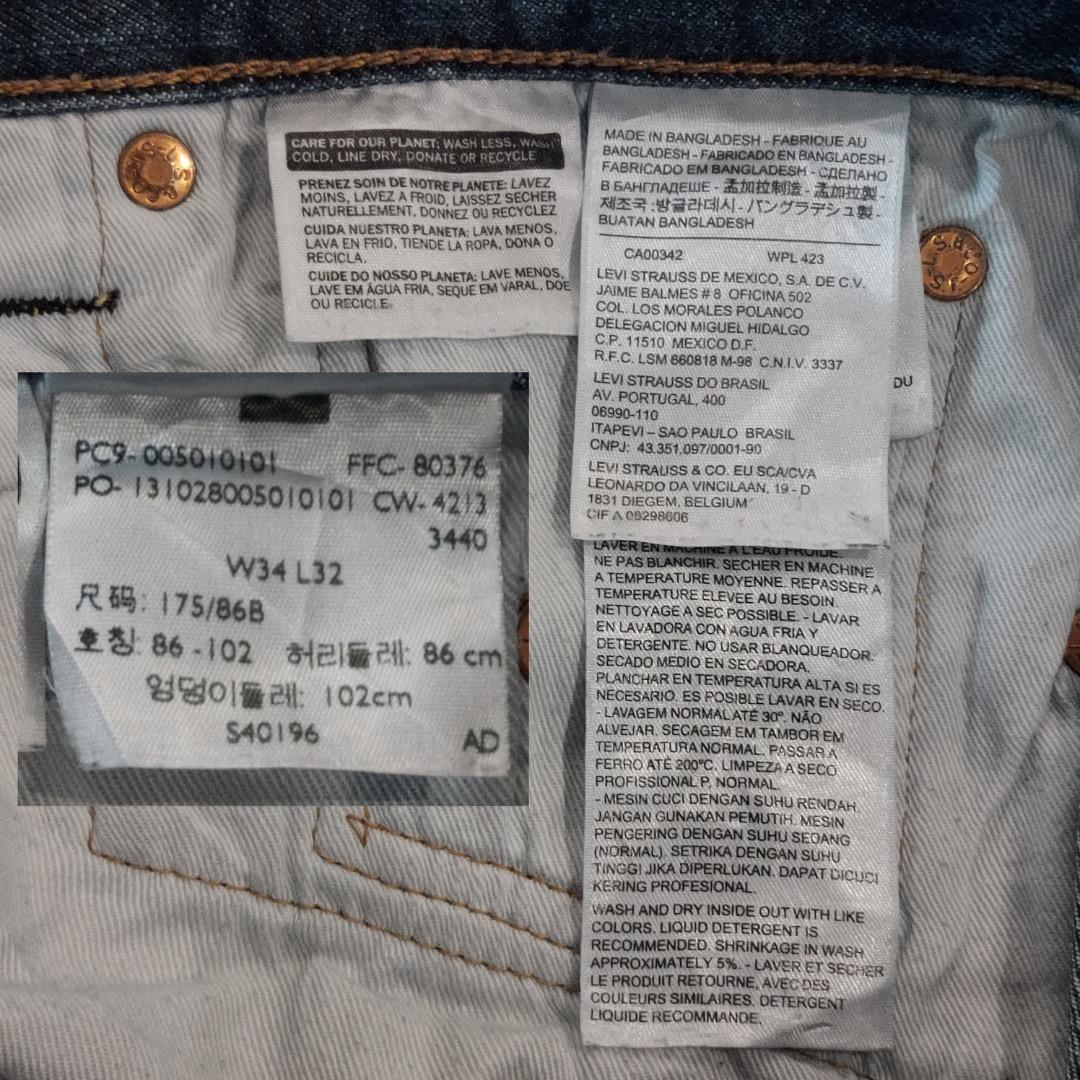 CARE FOR OUR PLANET: WASH LESS, WASH
COLD, LINE DRY, DONATE OR RECYCLE
PRENEZ SOIN DE NOTRE PLANETE: LAVEZ
MOINS, LAVEZ A FROID, LAISSEZ SECHER
NATURELLEMENT, DONNEZ OU RECYCLEZ
CUIDA NUESTRO PLANETA: LAVA MENOS,
LAVA EN FRIO, TIENDE LA ROPA, DONA O
RECICLA.
CUIDE DO NOSSO PLANETA: LAVE MENOS,
LAVE EM ÁGUA FRIA, SEQUE EM VARAL, DOE
OU RECICLE.
MADE IN BANGLADESH - FABRIQUE AU
BANGLADESH - FABRICADO EN BANGLADESH -
FABRICADO EM BANGLADESH - СДЕЛАНО
В БАНГЛАДЕШЕ - 孟加拉制造 - 孟加拉製 -
제조국 :방글라데시 - バングラデシュ製 -
BUATAN BANGLADESH
CA00342 WPL 423
LEVI STRAUSS DE MEXICO, S.A. DE C.V.
JAIME BALMES # 8 OFICINA 502
COL. LOS MORALES POLANCO
DELEGACION MIGUEL HIDALGO
C.P. 11510 MEXICO D.F.
R.F.C. LSM 660818 M-98 C.N.I.V. 3337
LEVI STRAUSS DO BRASIL
AV. PORTUGAL, 400
06990-110
ITAPEVI – SAO PAULO BRASIL
CNPJ: 43.351.097/0001-90
LEVI STRAUSS & CO. EU SCA/CVA
LEONARDO DA VINCILAAN, 19 - D
1831 DIEGEM, BELGIUM
CIF A 08298606
DU
LAVER EN MACHINE A L'EAU FROIDE.
NE PAS BLANCHIR. SECHER EN MACHINE
A TEMPERATURE MOYENNE. REPASSER A
TEMPERATURE ELEVEE AU BESOIN.
NETTOYAGE A SEC POSSIBLE. - LAVAR
EN LAVADORA CON AGUA FRIA Y
DETERGENTE. NO USAR BLANQUEADOR.
SECADO MEDIO EN SECADORA.
PLANCHAR EN TEMPERATURA ALTA SI ES
NECESARIO. ES POSIBLE LAVAR EN SECO.
- LAVAGEM NORMAL ATÉ 30º. NÃO
ALVEJAR. SECAGEM EM TAMBOR EM
TEMPERATURA NORMAL. PASSAR A
FERRO ATÉ 200ºC. LIMPEZA A SECO
PROFISSIONAL P, NORMAL.
- MESIN CUCI DENGAN SUHU RENDAH.
JANGAN GUNAKAN PEMUTIH. MESIN
PENGERING DENGAN SUHU SEDANG
(NORMAL). SETRIKA DENGAN SUHU
TINGGI JIKA DIPERLUKAN. DAPAT DICUCI
KERING PROFESIONAL.
WASH AND DRY INSIDE OUT WITH LIKE
COLORS. LIQUID DETERGENT IS
RECOMMENDED. SHRINKAGE IN WASH
APPROXIMATELY 5%. - LAVER ET SECHER
LE PRODUIT RETOURNE, AVEC DES
COULEURS SIMILAIRES. DETERGENT
LIQUIDE RECOMMANDE.
PC9- 005010101 FFC- 80376
PO- 131028005010101 CW- 4213
3440
W34 L32
尺码: 175/86B
호칭: 86 -102 허리둘레: 86 cm
엉덩이둘레: 102cm
S40196 AD